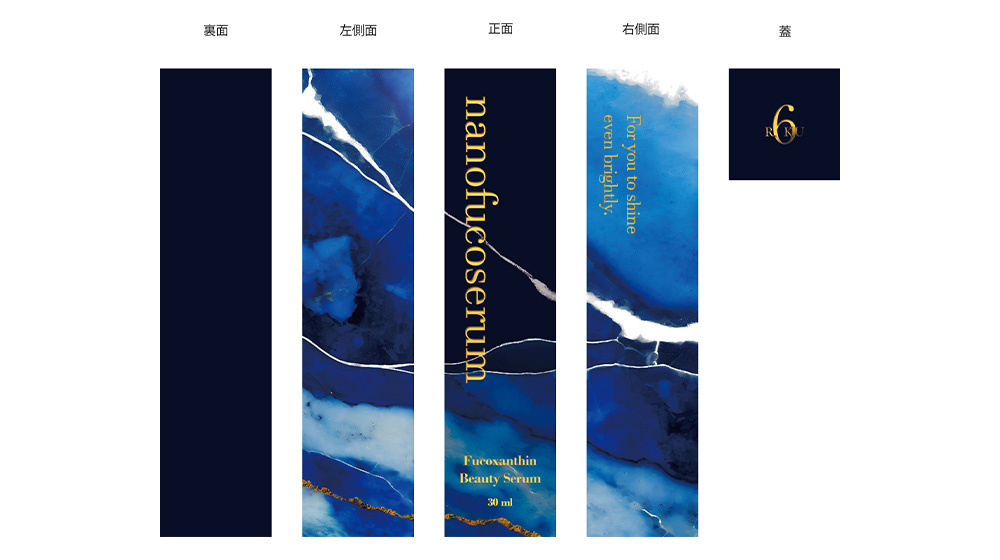 裏面
左側面
正面
右側面
蓋
nanofucoserum
Fucoxanthin
Beauty Serum
30 ml
For you to shine
even brightly.
6
RIKU